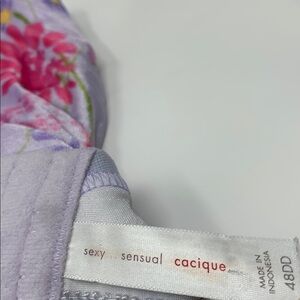 sexy... sensual cacique
MADE IN
INDONESIA
48DD